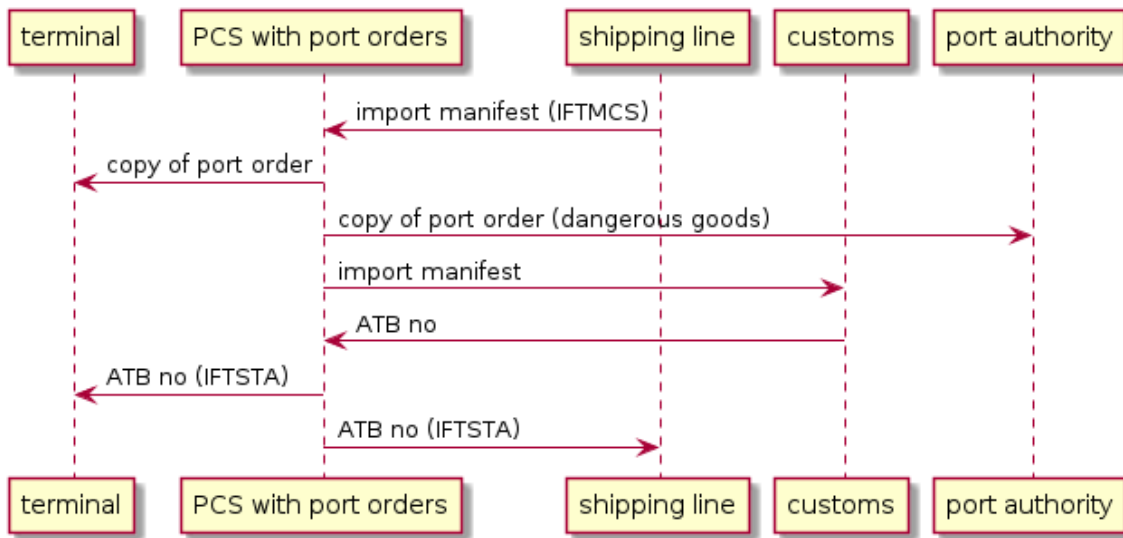 terminal
PCS with port orders
shipping line
customs
port authority
import manifest (IFTMCS)
copy of port order
copy of port order (dangerous goods)
import manifest
ATB no
ATB no (IFTSTA)
ATB no (IFTSTA)
terminal
PCS with port orders
shipping line
customs
port authority